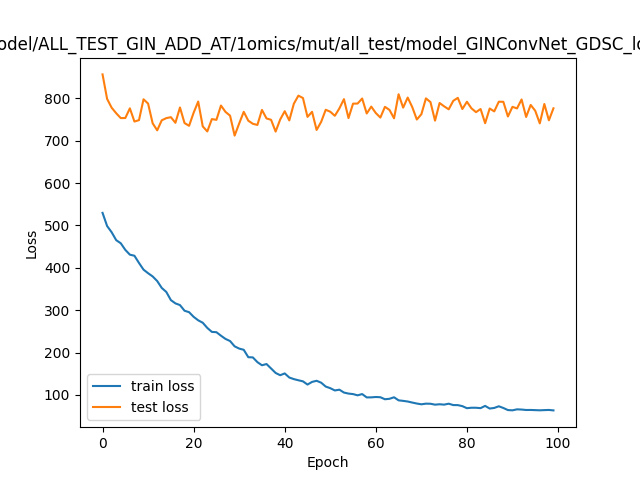 odel/ALL_TEST_GIN_ADD_AT/1omics/mut/all_test/model_GINConvNet_GDSC_lo
800
700
600
500
400
300
200
100
Loss
train loss
test loss
0 20 40 60 80 100
Epoch